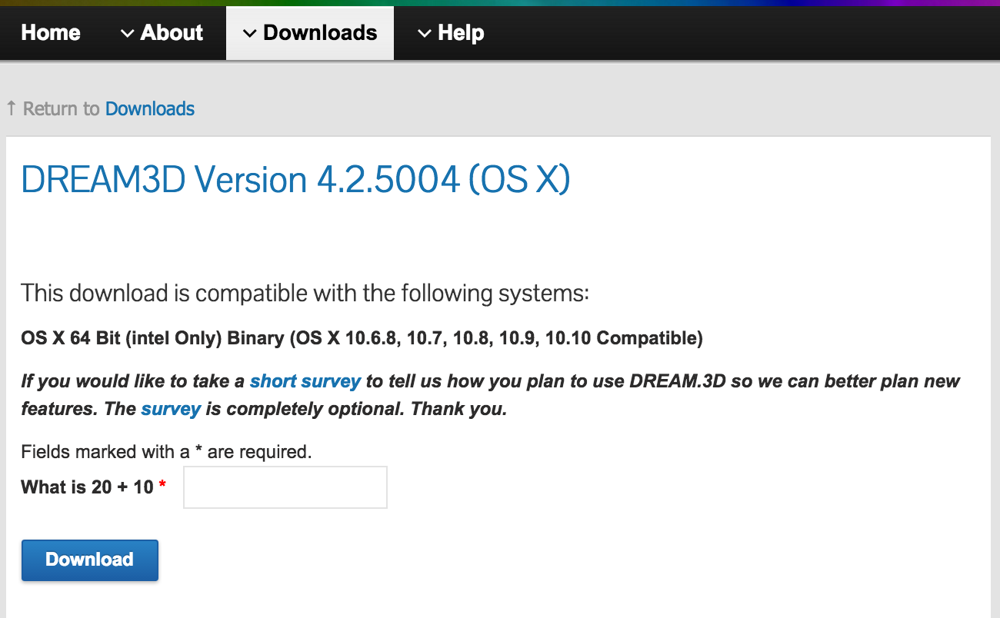 Home About Downloads Help
↑ Return to Downloads
DREAM3D Version 4.2.5004 (OS X)
This download is compatible with the following systems:
OS X 64 Bit (intel Only) Binary (OS X 10.6.8, 10.7, 10.8, 10.9, 10.10 Compatible)
If you would like to take a short survey to tell us how you plan to use DREAM.3D so we can better plan new
features. The survey is completely optional. Thank you.
Fields marked with a * are required.
What is 20 + 10 *
Download